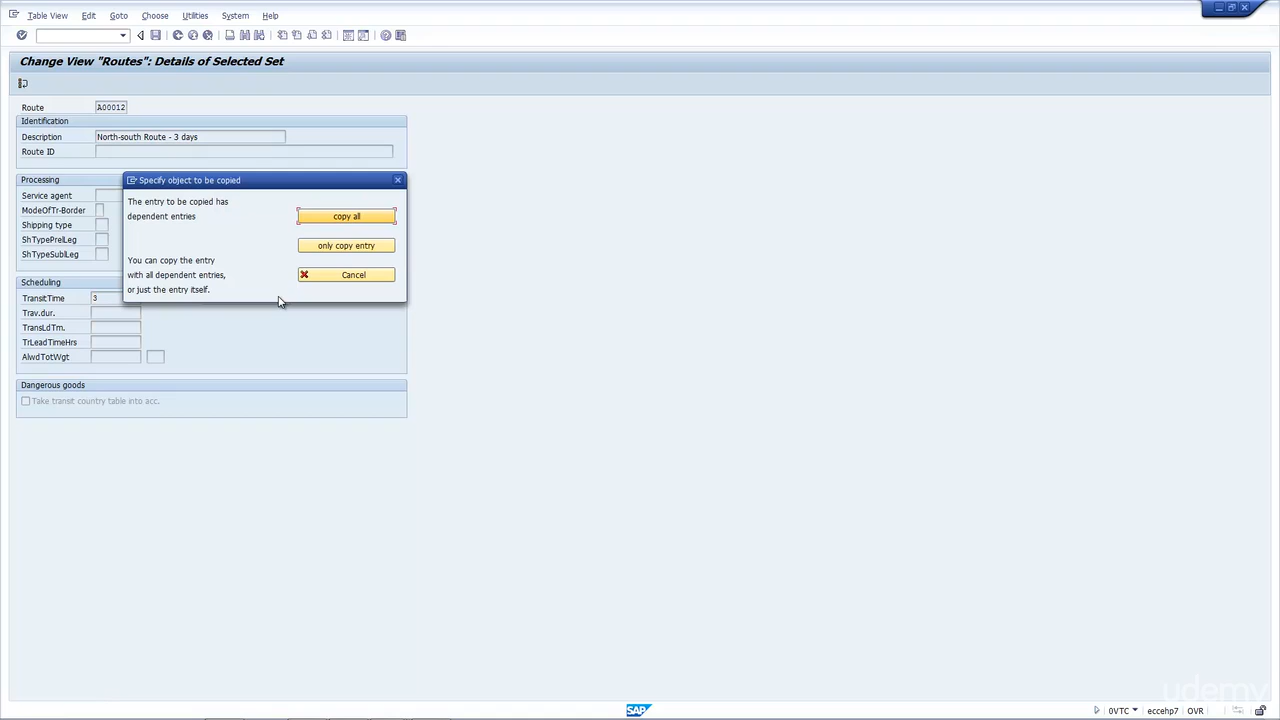 Table View Edit Goto Choose Utilities System Help
Change View "Routes": Details of Selected Set
Route A00012
Identification
Description North-south Route - 3 days
Route ID
Processing
Service agent
ModeOfTr-Border
Shipping type
ShTypePrelLeg
ShTypeSublLeg
Specify object to be copied
The entry to be copied has
dependent entries
copy all
only copy entry
You can copy the entry
with all dependent entries,
Cancel
or just the entry itself.
Scheduling
TransitTime 3
Trav.dur.
TransLdTm.
TrLeadTimeHrs
AlwdTotWgt
Dangerous goods
Take transit country table into acc.
udemy
SAP
0VTC eccehp7 OVR